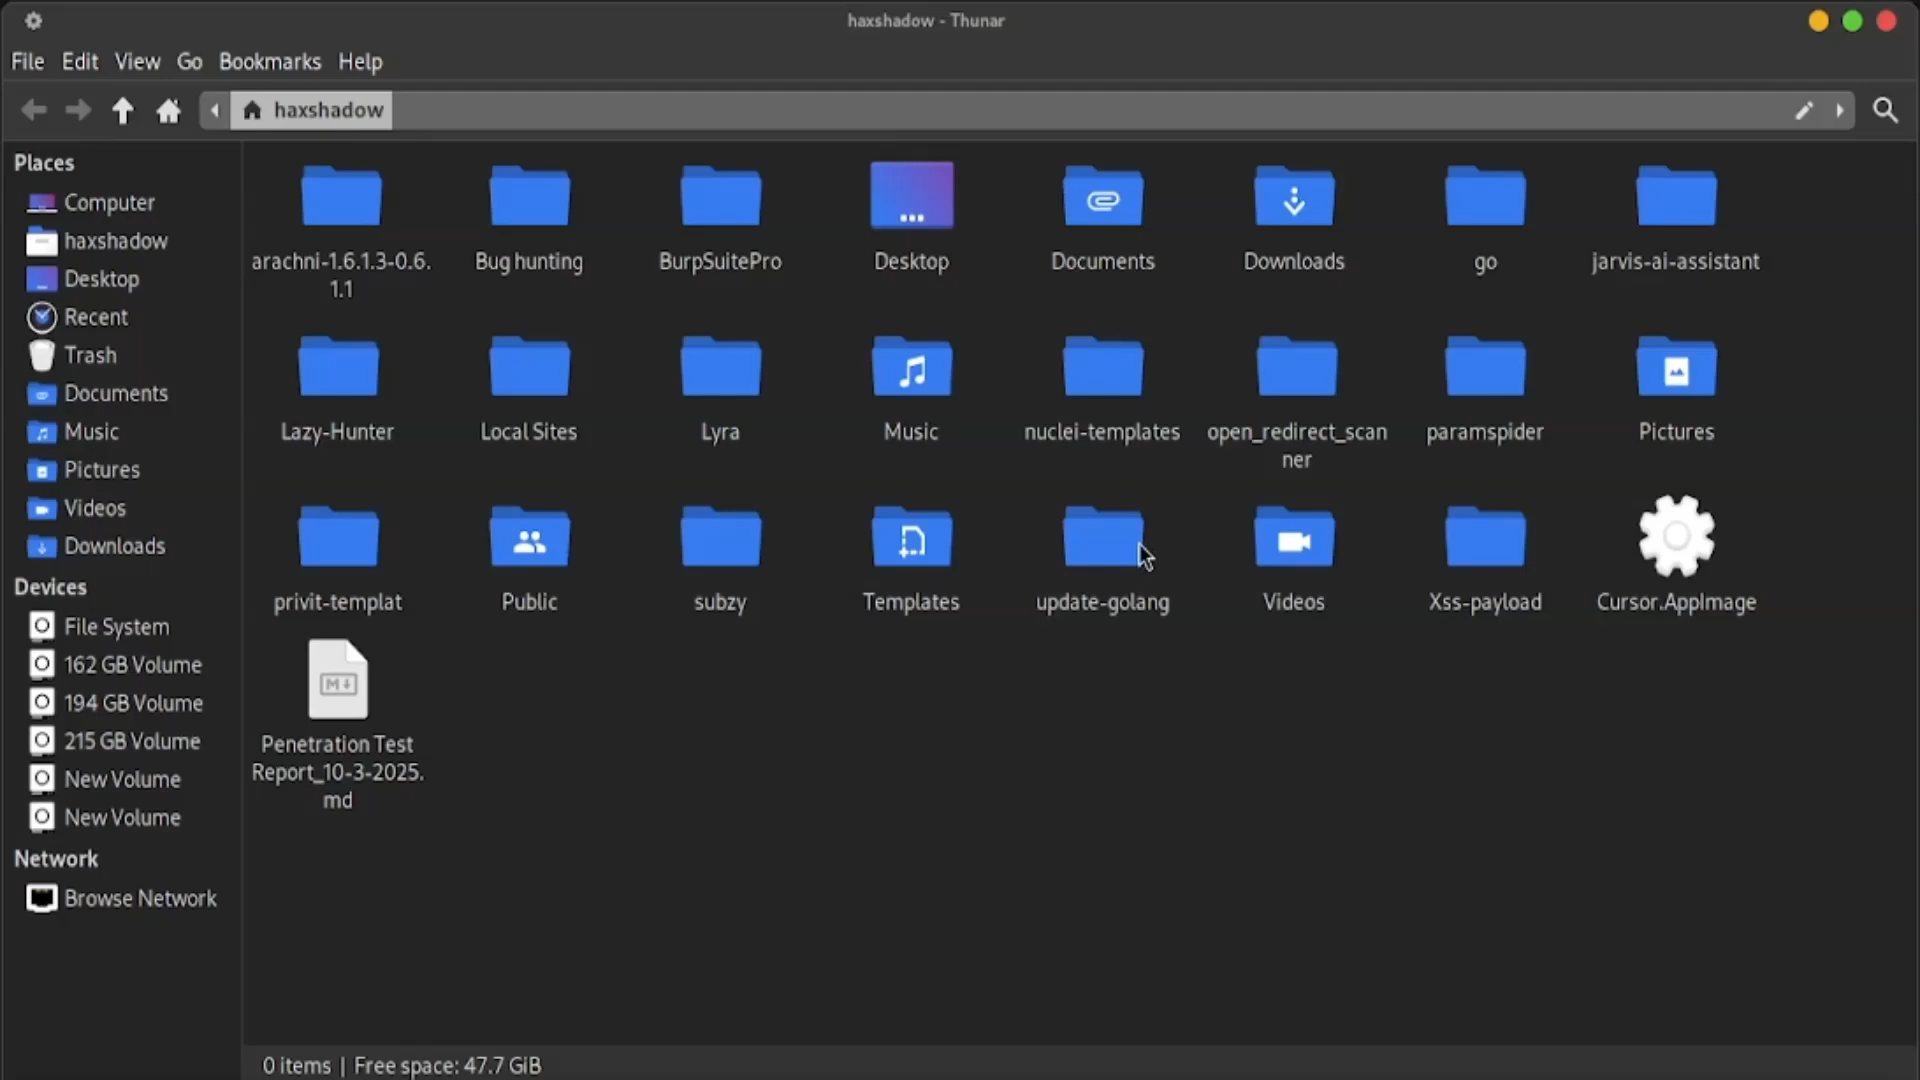 haxshadow - Thunar
File Edit View Go Bookmarks Help
haxshadow
Places
Computer
haxshadow
Desktop
Recent
Trash
Documents
Music
Pictures
Videos
Downloads
Devices
File System
162 GB Volume
194 GB Volume
215 GB Volume
New Volume
New Volume
Network
Browse Network
arachni-1.6.1.3-0.6.
1.1
Bug hunting
BurpSuitePro
Desktop
Documents
Downloads
go
jarvis-ai-assistant
Lazy-Hunter
Local Sites
Lyra
Music
nuclei-templates
open_redirect_scan
ner
paramspider
Pictures
privit-templat
Public
subzy
Templates
update-golang
Videos
Xss-payload
Cursor.AppImage
M
Penetration Test
Report_10-3-2025.
md
0 items | Free space: 47.7 GiB